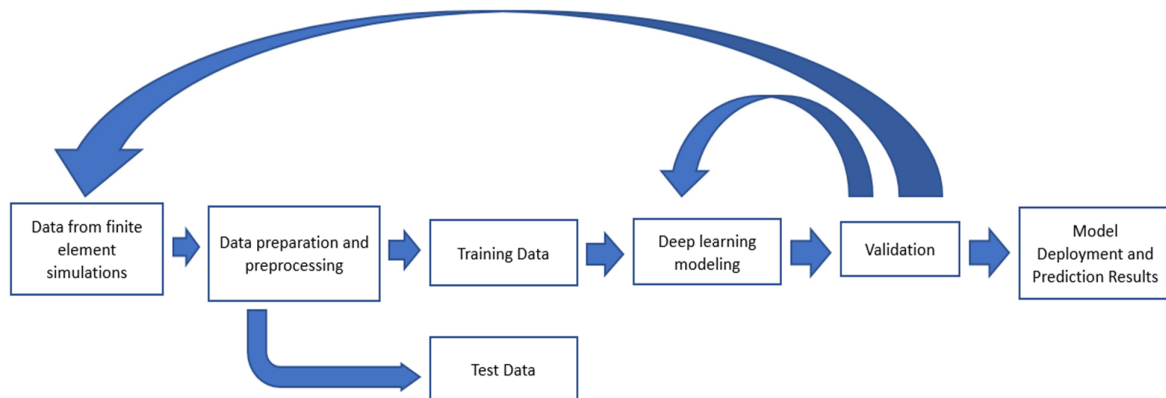 Data from finite
element
simulations
Data preparation and
preprocessing
Training Data
Deep learning
modeling
Validation
Model
Deployment and
Prediction Results
Test Data